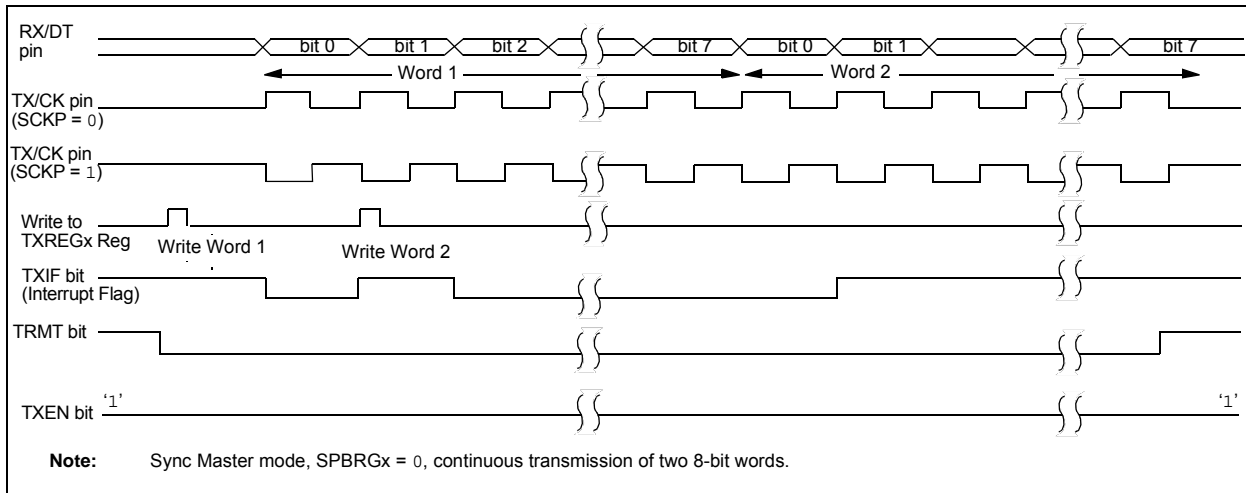 RX/DT
pin
bit 0 bit 1 bit 2 bit 7 bit 0 bit 1 bit 7
Word 1 Word 2
TX/CK pin
(SCKP = 0)
TX/CK pin
(SCKP = 1)
Write to
TXREGx Reg
Write Word 1 Write Word 2
TXIF bit
(Interrupt Flag)
TRMT bit
TXEN bit ‘1’ ‘1’
Note: Sync Master mode, SPBRGx = 0, continuous transmission of two 8-bit words.